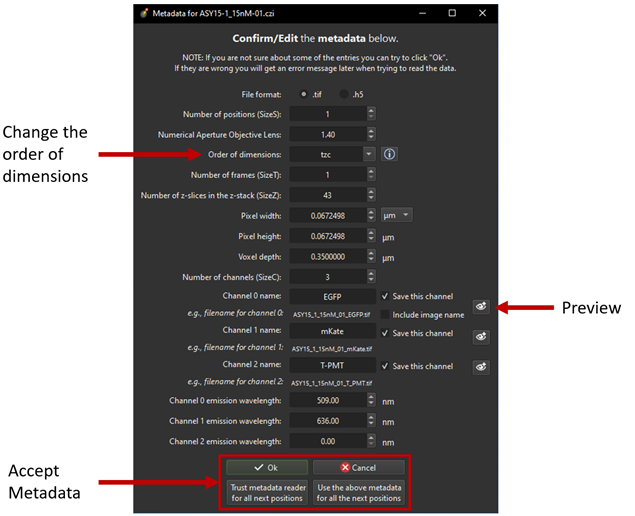 Metadata for ASY15-1_15nM-01.czi
Confirm/Edit the metadata below.
NOTE: If you are not sure about some of the entries you can try to click "Ok".
If they are wrong you will get an error message later when trying to read the data.
File format: .tif .h5
Number of positions (SizeS): 1
Numerical Aperture Objective Lens: 1.40
Change the
order of
dimensions
Order of dimensions: tzc
Number of frames (SizeT): 1
Number of z-slices in the z-stack (SizeZ): 43
Pixel width: 0.0672498 μm
Pixel height: 0.0672498 μm
Voxel depth: 0.3500000 μm
Number of channels (SizeC): 3
Channel 0 name: EGFP Save this channel
Preview
e.g., filename for channel 0: ASY15_1_15nM_01_EGFP.tif Include image name
Channel 1 name: mKate Save this channel
e.g., filename for channel 1: ASY15_1_15nM_01_mKate.tif
Channel 2 name: T-PMT Save this channel
e.g., filename for channel 2: ASY15_1_15nM_01_T_PMT.tif
Channel 0 emission wavelength: 509.00 nm
Channel 1 emission wavelength: 636.00 nm
Channel 2 emission wavelength: 0.00 nm
Accept
Metadata
Ok Cancel
Trust metadata reader
for all next positions
Use the above metadata
for all the next positions